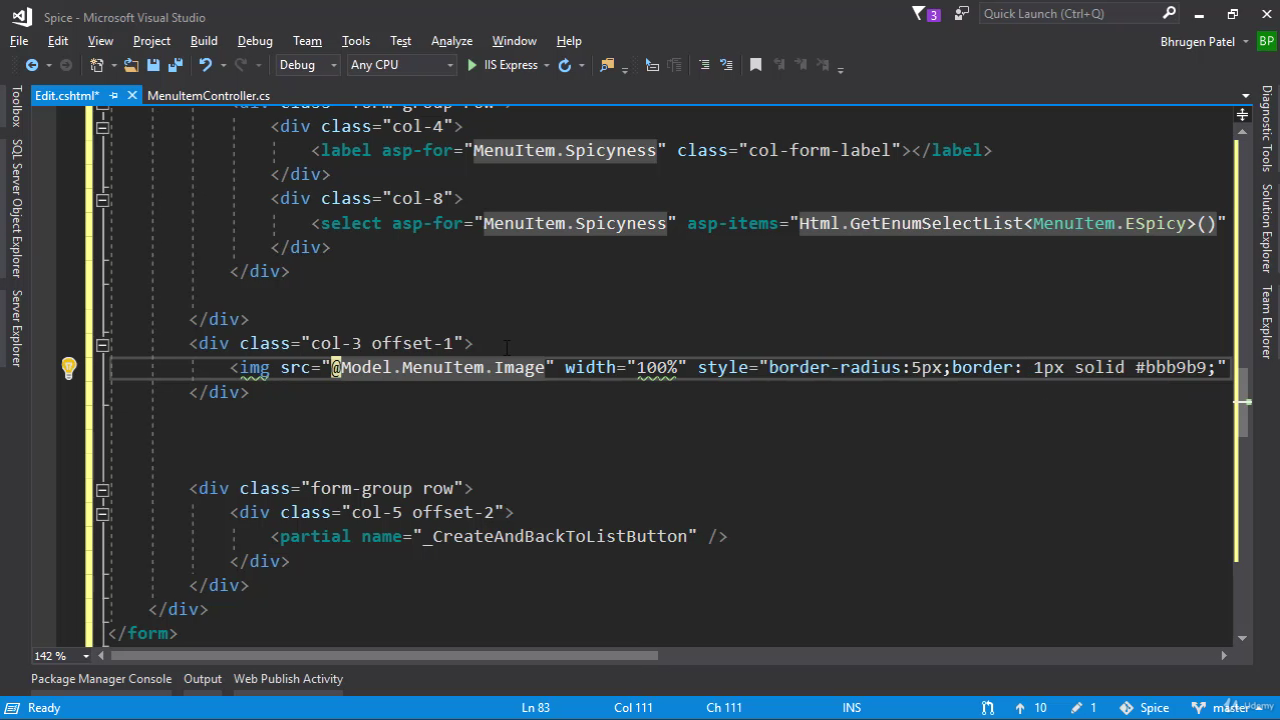 Spice - Microsoft Visual Studio
3
Quick Launch (Ctrl+Q)
File Edit View Project Build Debug Team Tools Test Analyze Window Help
Bhrugen Patel BP
Debug Any CPU IIS Express
Edit.cshtml* MenuItemController.cs
Toolbox
SQL Server Object Explorer
Server Explorer
Diagnostic Tools
Solution Explorer
Team Explorer
<div class="form-group row">
<div class="col-4">
<label asp-for="MenuItem.Spicyness" class="col-form-label"></label>
</div>
<div class="col-8">
<select asp-for="MenuItem.Spicyness" asp-items="Html.GetEnumSelectList<MenuItem.ESpicy>()"
</div>
</div>
</div>
<div class="col-3 offset-1">
<img src="@Model.MenuItem.Image" width="100%" style="border-radius:5px;border: 1px solid #bbb9b9;"
</div>
<div class="form-group row">
<div class="col-5 offset-2">
<partial name="_CreateAndBackToListButton" />
</div>
</div>
</div>
</form>
142 %
Package Manager Console Output Web Publish Activity
Ready Ln 83 Col 111 Ch 111 INS 10 1 Spice master
Udemy